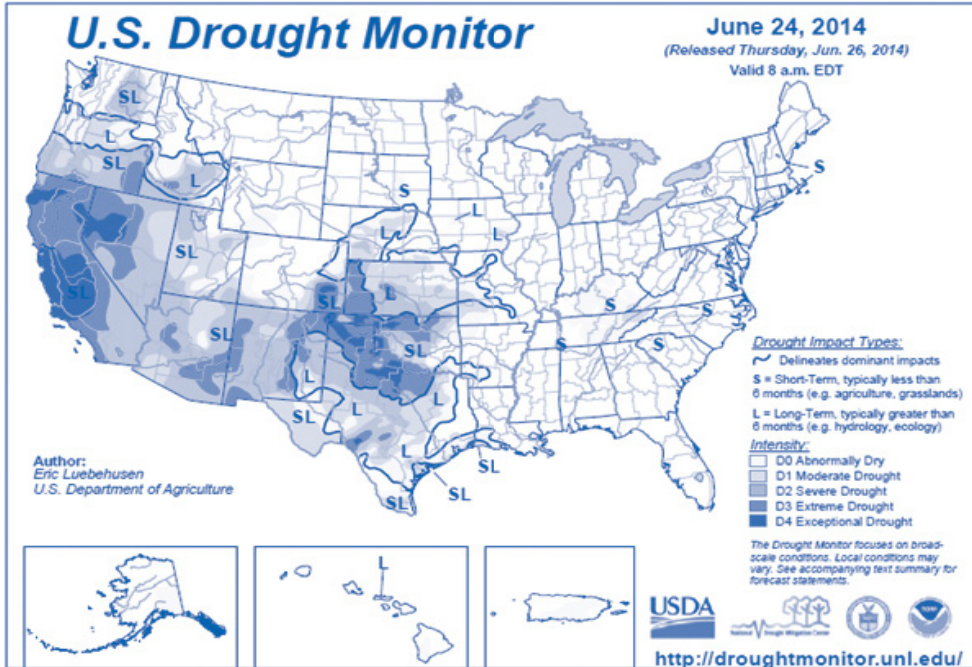 U.S. Drought Monitor
June 24, 2014
(Released Thursday, Jun. 26, 2014)
Valid 8 a.m. EDT
SL
L
SL
L
S
S
L
L
L
SL
SL
SL
SL
L
S
S
SL
L
S
S
L
L
SL
L
SL
SL
SL
Drought Impact Types:
Delineates dominant impacts
S = Short-Term, typically less than
6 months (e.g. agriculture, grasslands)
L = Long-Term, typically greater than
6 months (e.g. hydrology, ecology)
Intensity:
D0 Abnormally Dry
D1 Moderate Drought
D2 Severe Drought
D3 Extreme Drought
D4 Exceptional Drought
Author:
Eric Luebehusen
U.S. Department of Agriculture
The Drought Monitor focuses on broad-
scale conditions. Local conditions may
vary. See accompanying text summary for
forecast statements.
L
USDA
National Drought Mitigation Center
http://droughtmonitor.unl.edu/